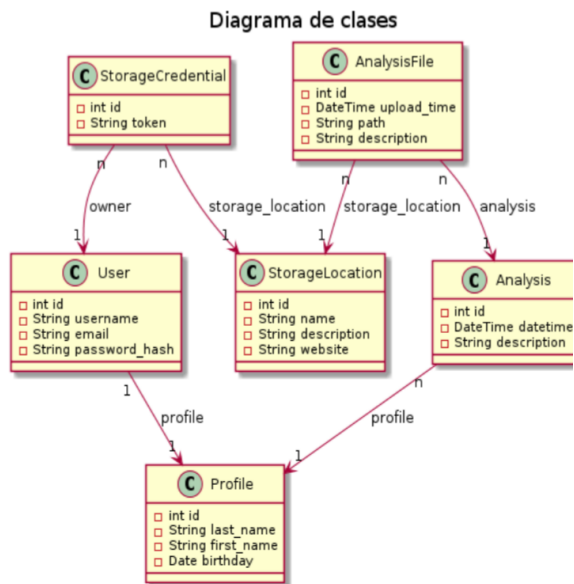 Diagrama de clases
C StorageCredential
int id
String token
C AnalysisFile
int id
DateTime upload_time
String path
String description
n
n
n
n
owner
storage_location
storage_location
analysis
1
1
1
1
C User
int id
String username
String email
String password_hash
C StorageLocation
int id
String name
String description
String website
C Analysis
int id
DateTime datetime
String description
1
n
profile
profile
1
1
C Profile
int id
String last_name
String first_name
Date birthday